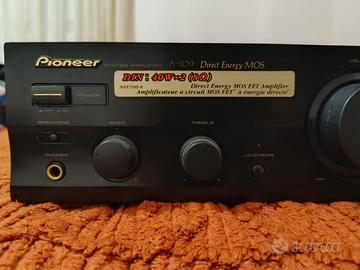 Pioneer STEREO AMPLIFIER A-109 Direct Energy MOS
DIN : 40W×2 (8Ω)
Direct Energy MOS FET Amplifier
Amplificateur à circuit MOS FET à énergie directe
POWER
SPEAKERS
PHONES
BASS
TREBLE
LOUDNESS
Subito